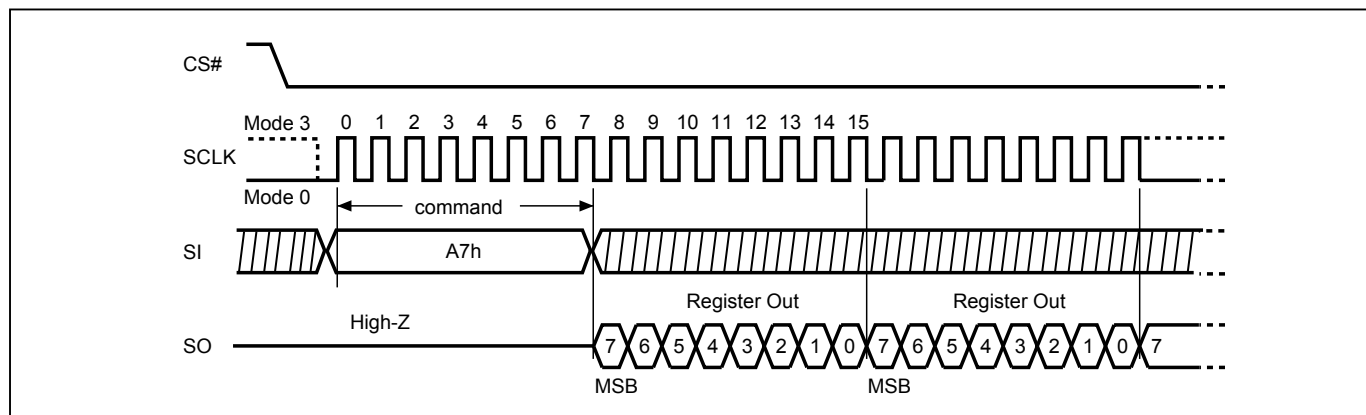 CS#
Mode 3 0 1 2 3 4 5 6 7 8 9 10 11 12 13 14 15
SCLK
Mode 0
command
SI A7h
Register Out Register Out
High-Z
SO 7 6 5 4 3 2 1 0 7 6 5 4 3 2 1 0 7
MSB MSB